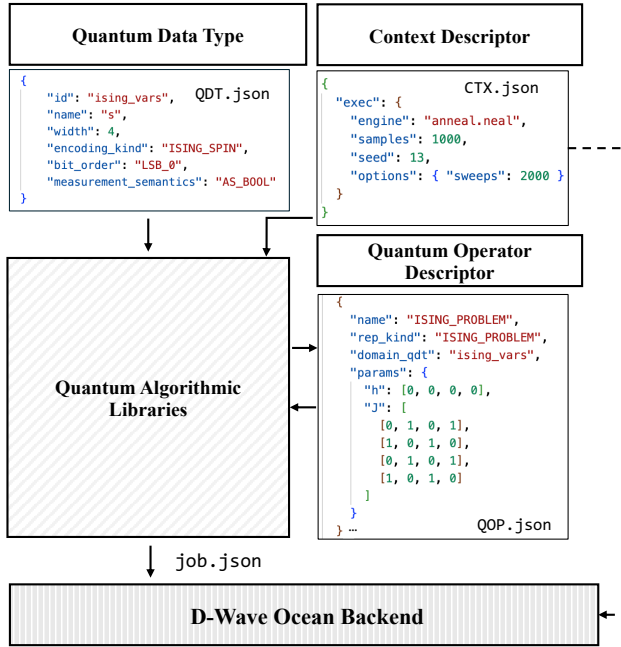 Quantum Data Type
{
"id": "ising_vars",
QDT.json
"name": "s",
"width": 4,
"encoding_kind": "ISING_SPIN",
"bit_order": "LSB_0",
"measurement_semantics": "AS_BOOL"
}
Context Descriptor
{
CTX.json
"exec": {
"engine": "anneal.neal",
"samples": 1000,
"seed": 13,
"options": { "sweeps": 2000 }
}
}
Quantum Algorithmic
Libraries
Quantum Operator
Descriptor
{
"name": "ISING_PROBLEM",
"rep_kind": "ISING_PROBLEM",
"domain_qdt": "ising_vars",
"params": {
"h": [0, 0, 0, 0],
"J": [
[0, 1, 0, 1],
[1, 0, 1, 0],
[0, 1, 0, 1],
[1, 0, 1, 0]
]
}
} …
QOP.json
job.json
D-Wave Ocean Backend